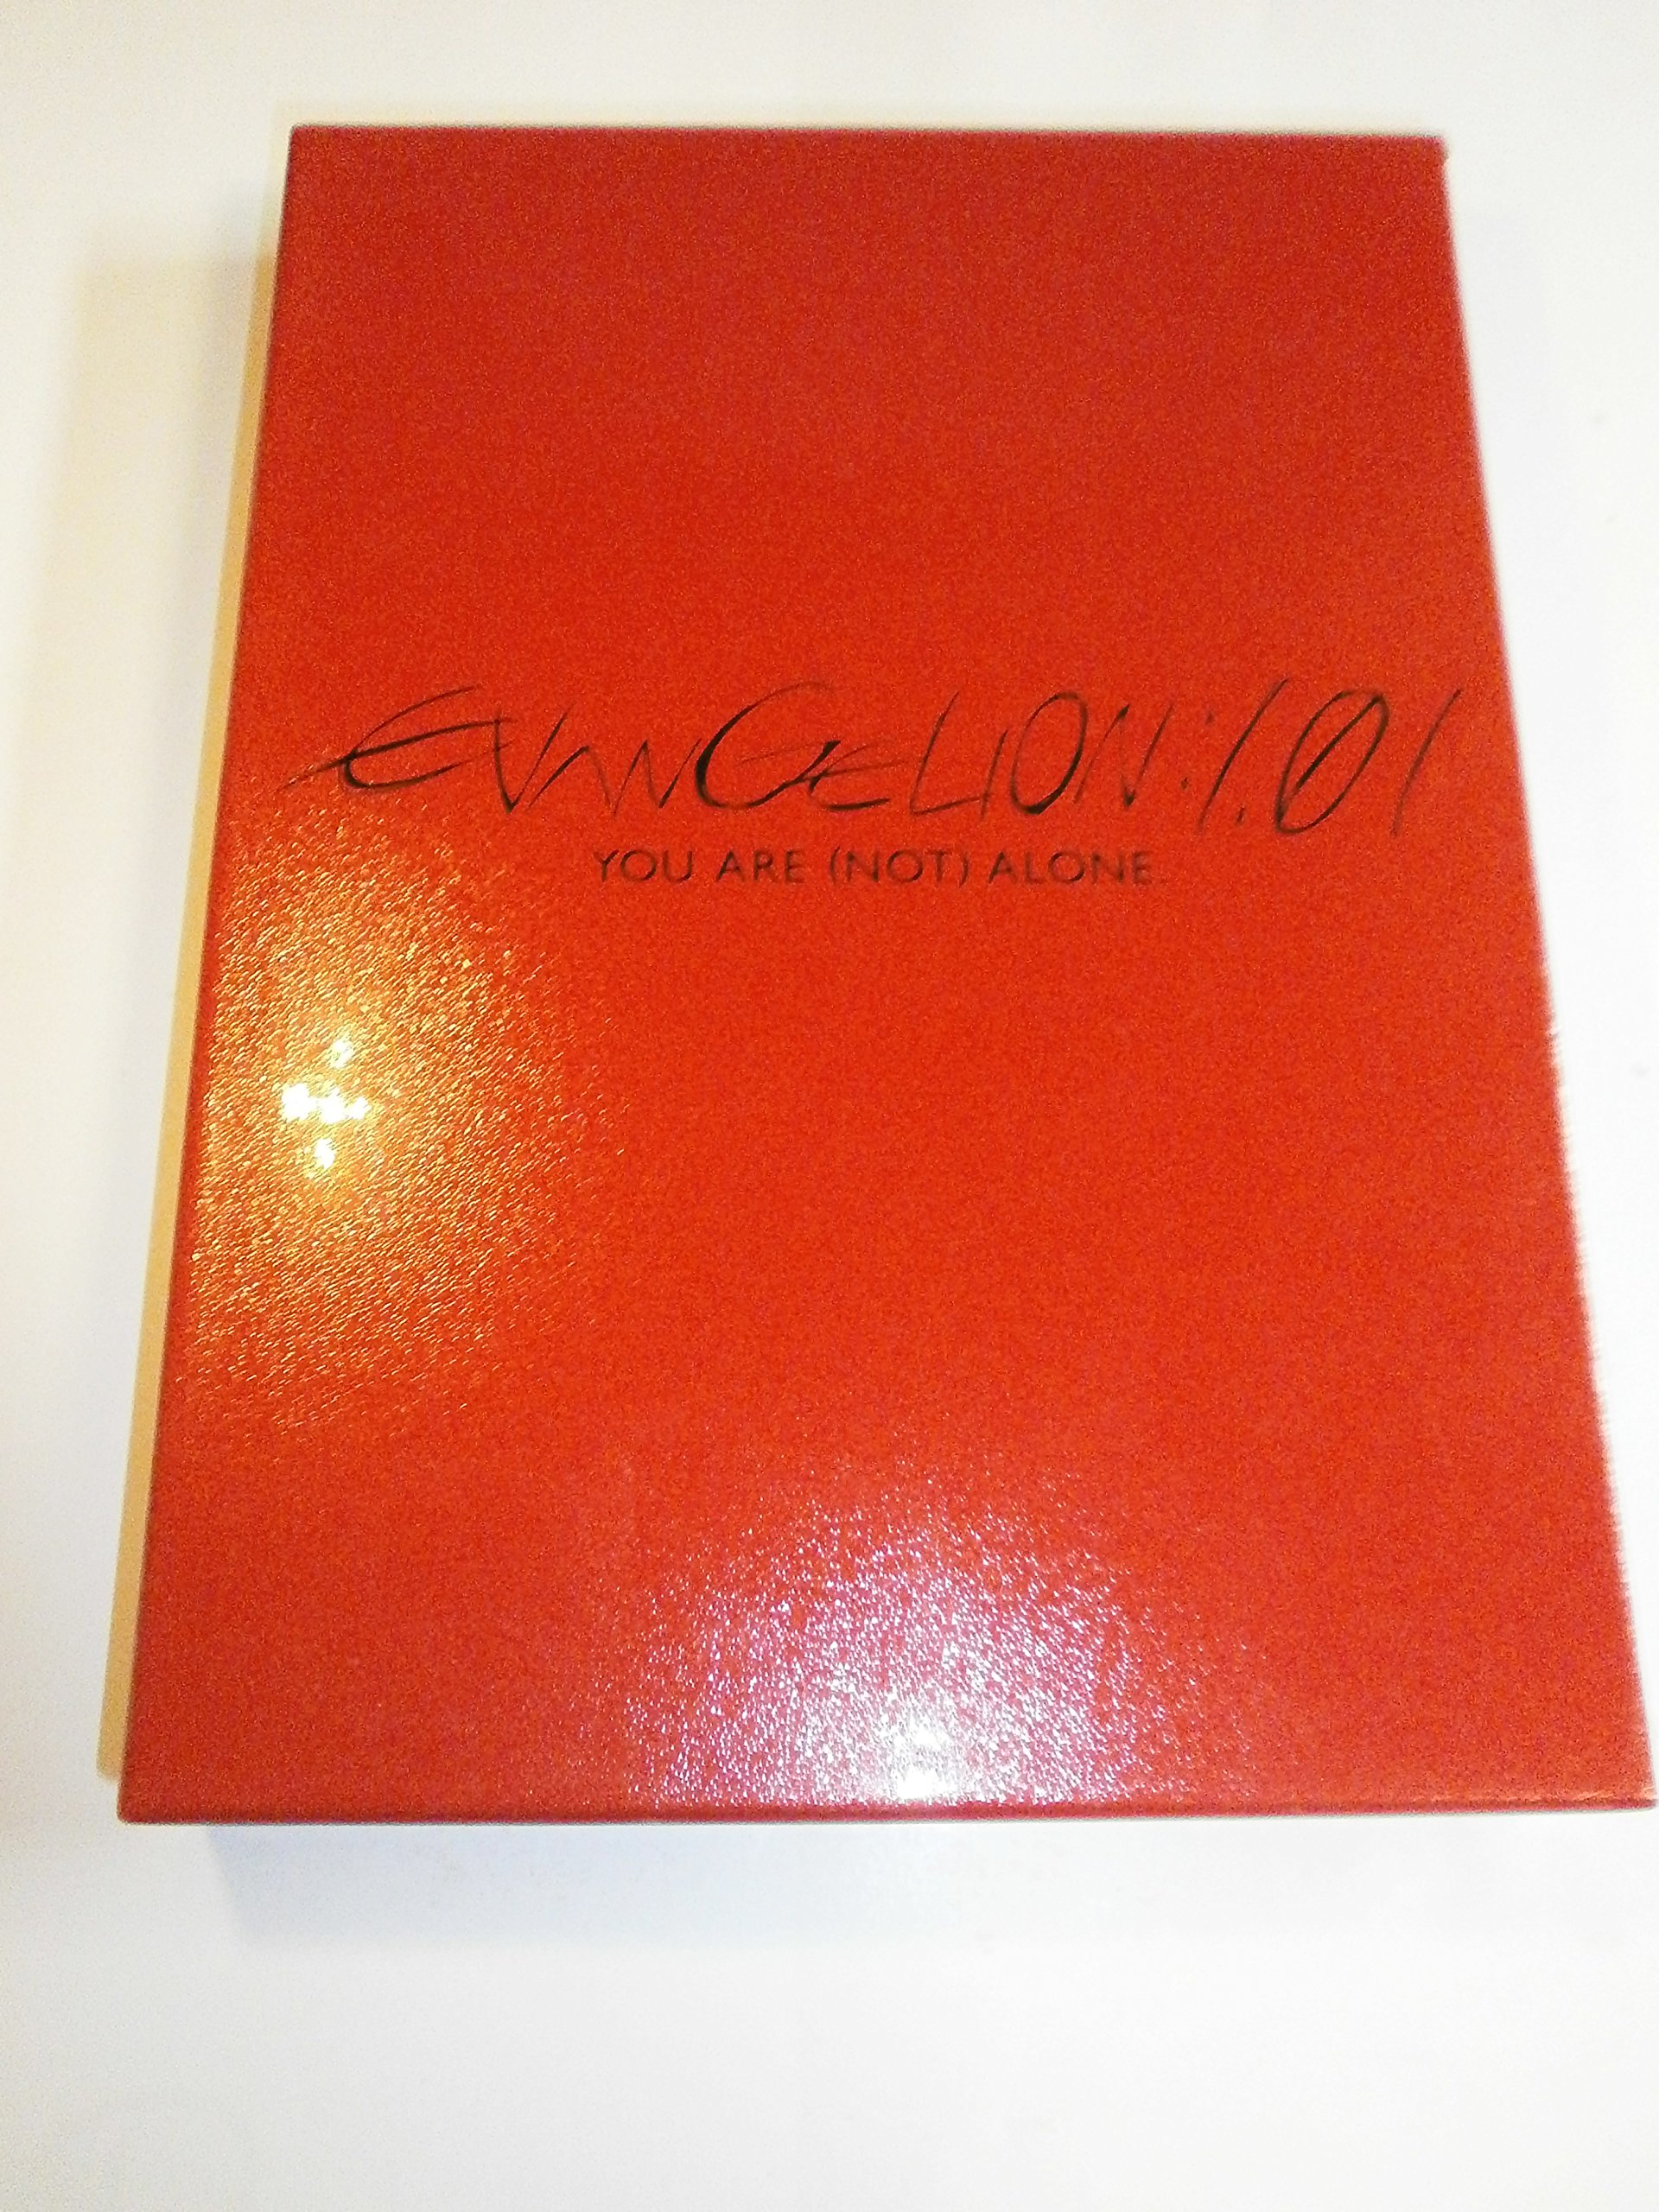 EVANGELION:1.01
YOU ARE (NOT) ALONE.